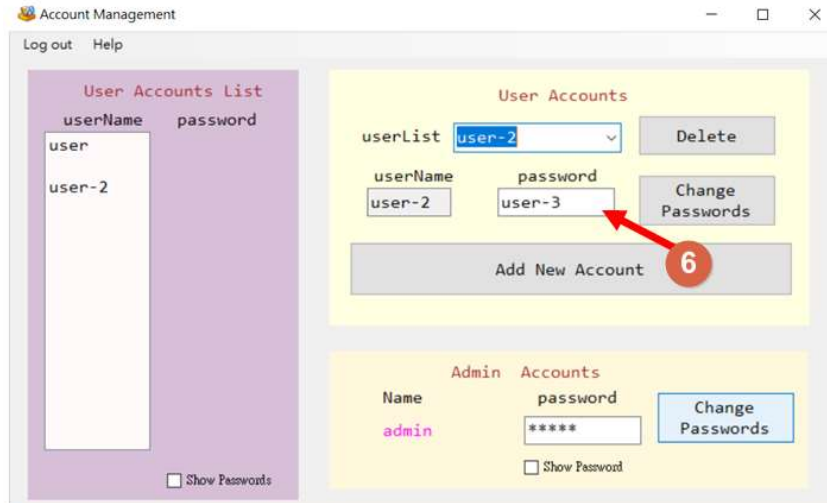 Account Management
Log out Help
User Accounts List
userName password
user
user-2
Show Passwords
User Accounts
userList user-2 Delete
userName password
user-2 user-3 Change Passwords
Add New Account
6
Admin Accounts
Name password
admin ***** Change Passwords
Show Password